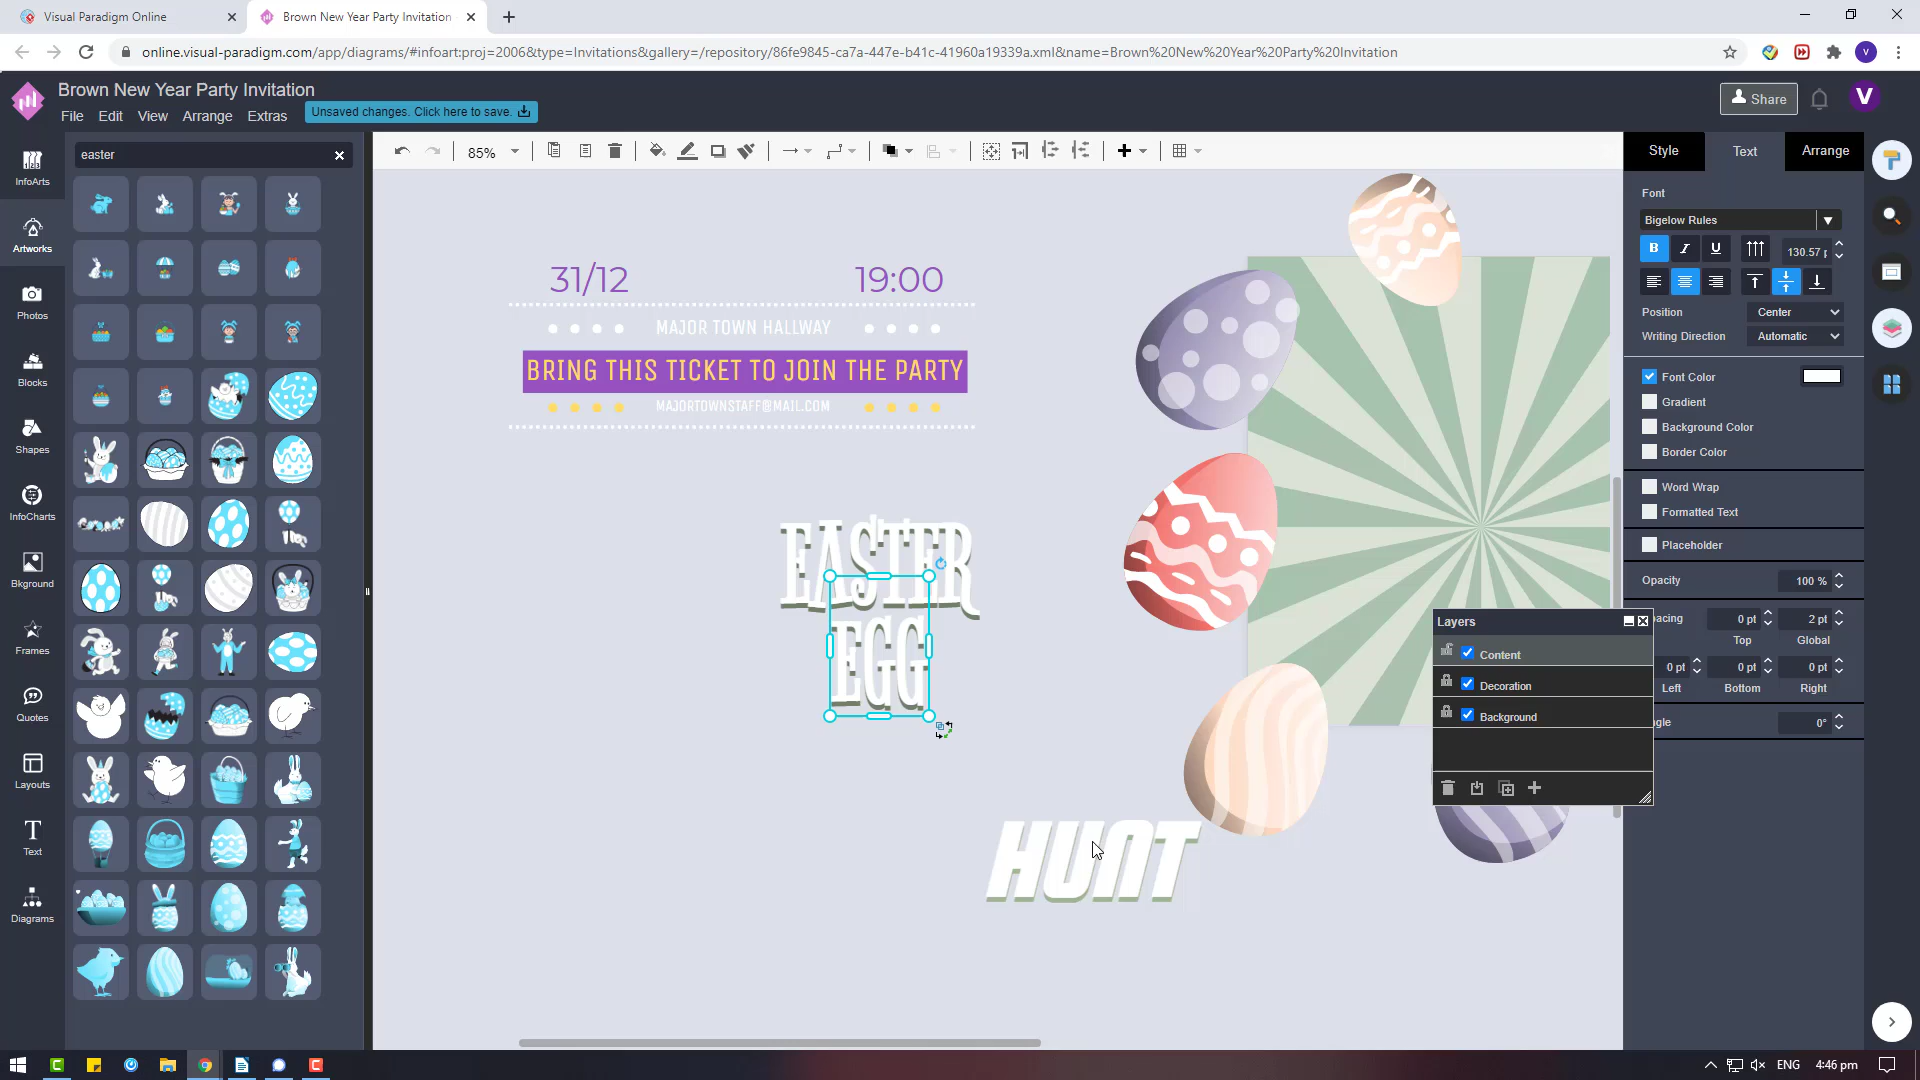 Visual Paradigm Online
Brown New Year Party Invitation
online.visual-paradigm.com/app/diagrams/#infoart:proj=2006&type=Invitations&gallery=/repository/86fe9845-ca7a-447e-b41c-41960a19339a.xml&name=Brown%20New%20Year%20Party%20Invitation
V
Brown New Year Party Invitation
File Edit View Arrange Extras
Unsaved changes. Click here to save.
Share
V
InfoArts
Artworks
Photos
Blocks
Shapes
InfoCharts
Bkground
Frames
Quotes
Layouts
Text
Diagrams
easter
85%
31/12
19:00
MAJOR TOWN HALLWAY
BRING THIS TICKET TO JOIN THE PARTY
MAJORTOWNSTAFF@MAIL.COM
EASTER
EGG
HUNT
Layers
Content
Decoration
Background
Style Text Arrange
Font
Bigelow Rules
B I U
130.57
Position Center
Writing Direction Automatic
Font Color
Gradient
Background Color
Border Color
Word Wrap
Formatted Text
Placeholder
Opacity 100 %
0 pt 2 pt
Top Global
0 pt 0 pt 0 pt
Left Bottom Right
0°
ENG 4:46 pm